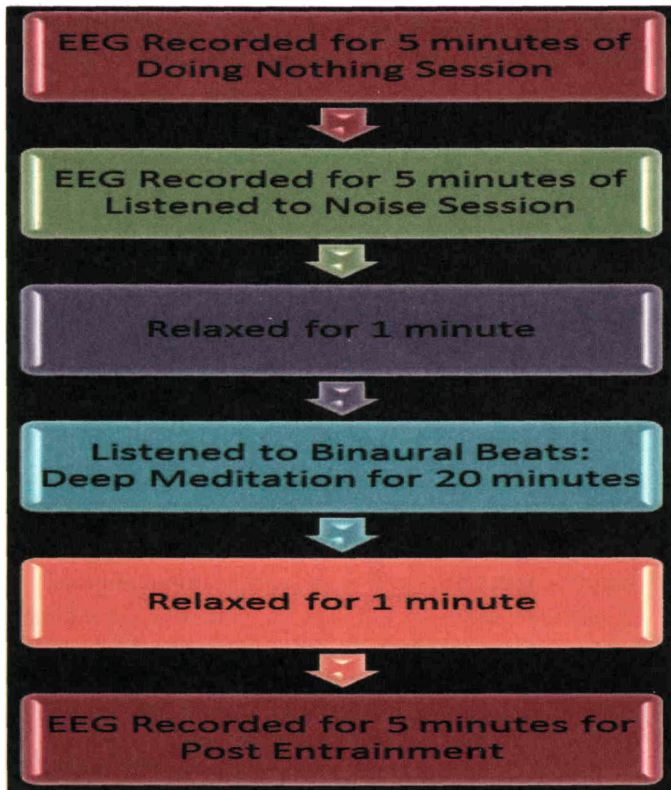 EEG Recorded for 5 minutes of
Doing Nothing Session
EEG Recorded for 5 minutes of
Listened to Noise Session
Relaxed for 1 minute
Listened to Binaural Beats:
Deep Meditation for 20 minutes
Relaxed for 1 minute
EEG Recorded for 5 minutes for
Post Entrainment